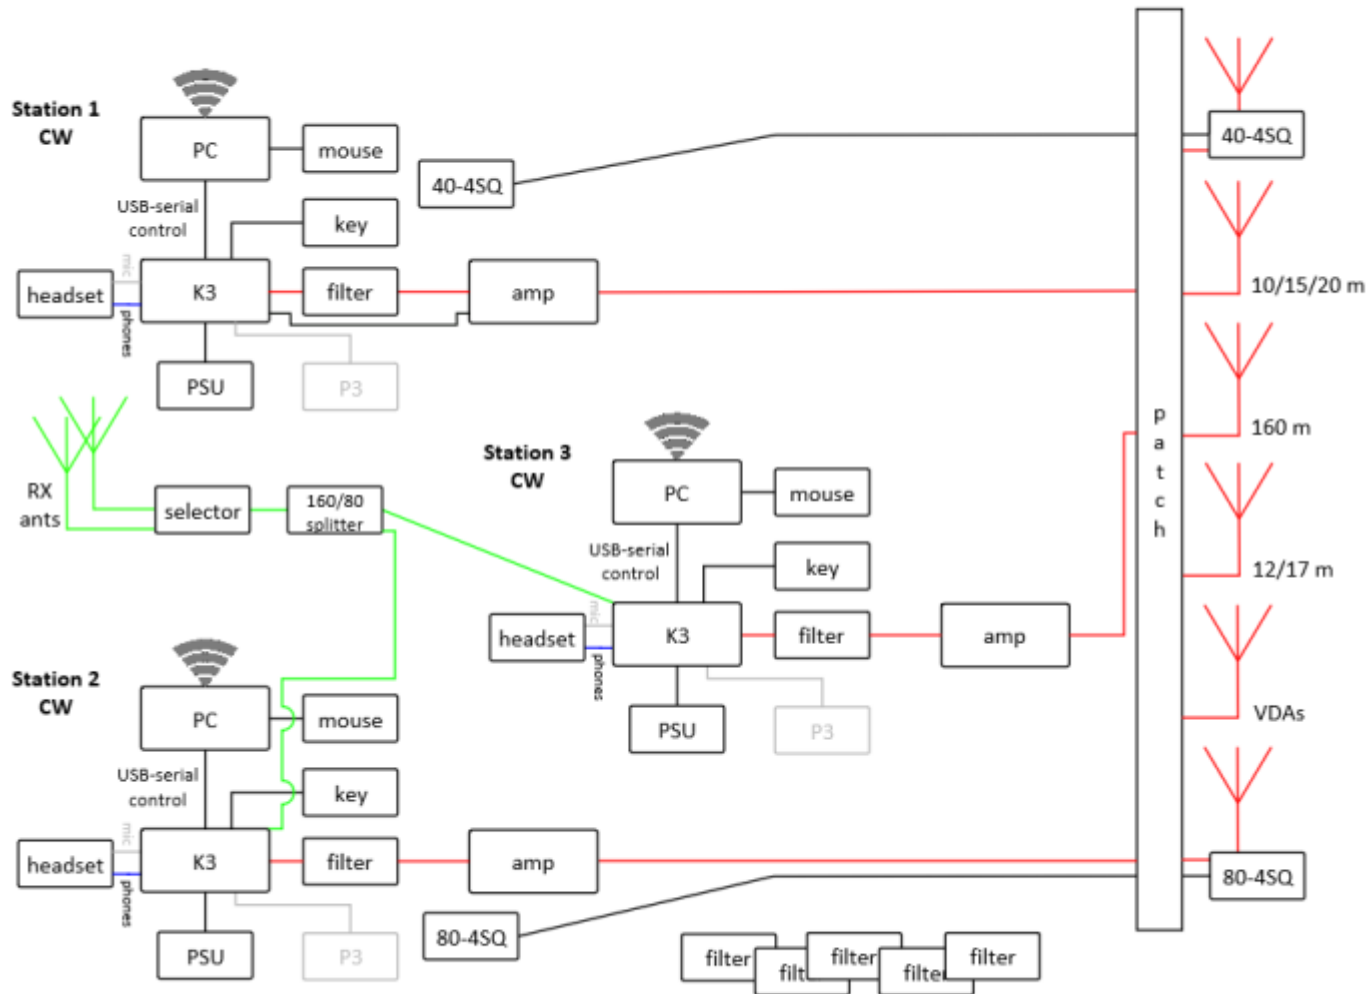 Station 1
CW
PC
mouse
40-4SQ
USB-serial
control
key
mic
headset
phones
K3
filter
amp
PSU
P3
RX
ants
selector
160/80
splitter
Station 3
CW
PC
mouse
USB-serial
control
key
mic
headset
phones
K3
filter
amp
PSU
P3
Station 2
CW
PC
mouse
USB-serial
control
key
mic
headset
phones
K3
filter
amp
PSU
P3
80-4SQ
filter
filt
filter
filter
filter
patch
40-4SQ
10/15/20 m
160 m
12/17 m
VDAs
80-4SQ